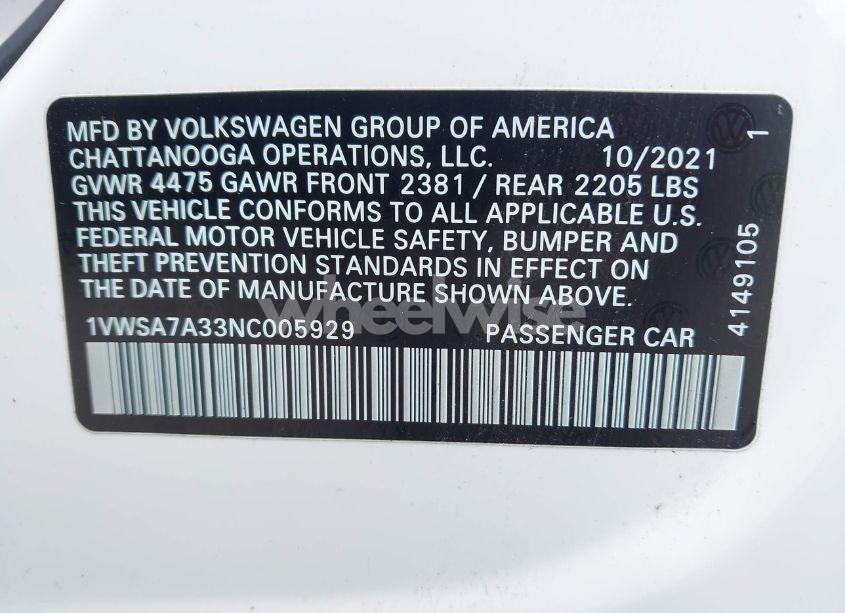 MFD BY VOLKSWAGEN GROUP OF AMERICA
CHATTANOOGA OPERATIONS, LLC. 10/2021
GVWR 4475 GAWR FRONT 2381 / REAR 2205 LBS
THIS VEHICLE CONFORMS TO ALL APPLICABLE U.S.
FEDERAL MOTOR VEHICLE SAFETY, BUMPER AND
THEFT PREVENTION STANDARDS IN EFFECT ON
THE DATE OF MANUFACTURE SHOWN ABOVE.
1VWSA7A33NC005929 PASSENGER CAR
4149105 1
wheelwise